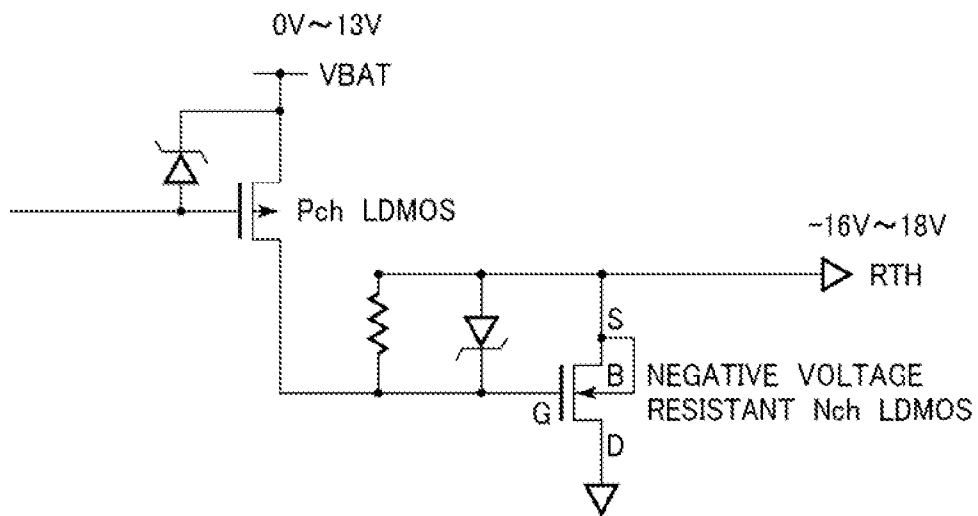 0V～13V
VBAT
Pch LDMOS
-16V～18V
RTH
S
B
G
D
NEGATIVE VOLTAGE
RESISTANT Nch LDMOS